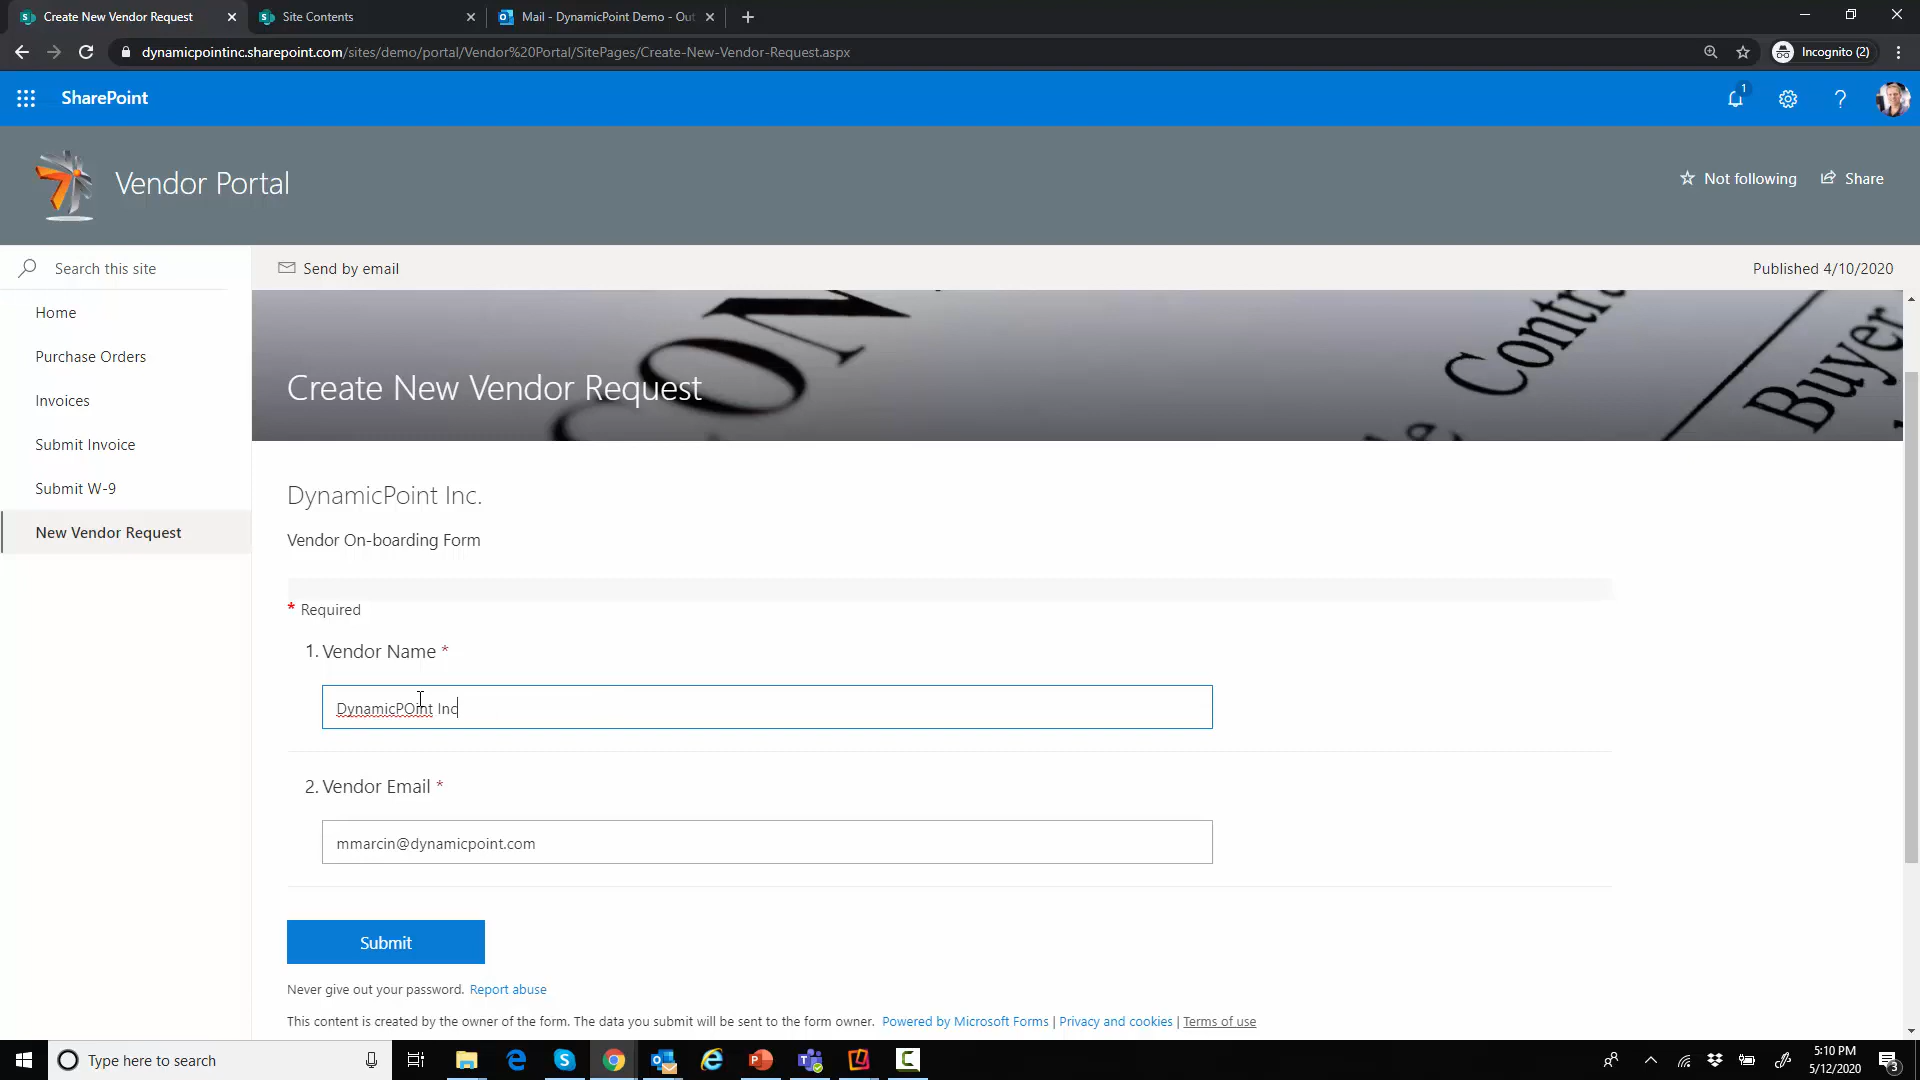 Create New Vendor Request
Site Contents
Mail - DynamicPoint Demo - Out
dynamicpointinc.sharepoint.com/sites/demo/portal/Vendor%20Portal/SitePages/Create-New-Vendor-Request.aspx
Incognito (2)
SharePoint
1
Vendor Portal
Not following
Share
Search this site
Send by email
Published 4/10/2020
Home
Purchase Orders
Invoices
Submit Invoice
Submit W-9
New Vendor Request
CON
Contr
Buyer
Create New Vendor Request
DynamicPoint Inc.
Vendor On-boarding Form
* Required
1. Vendor Name *
DynamicPOint Inc
2. Vendor Email *
mmarcin@dynamicpoint.com
Submit
Never give out your password. Report abuse
This content is created by the owner of the form. The data you submit will be sent to the form owner. Powered by Microsoft Forms | Privacy and cookies | Terms of use
Type here to search
5:10 PM
5/12/2020
3